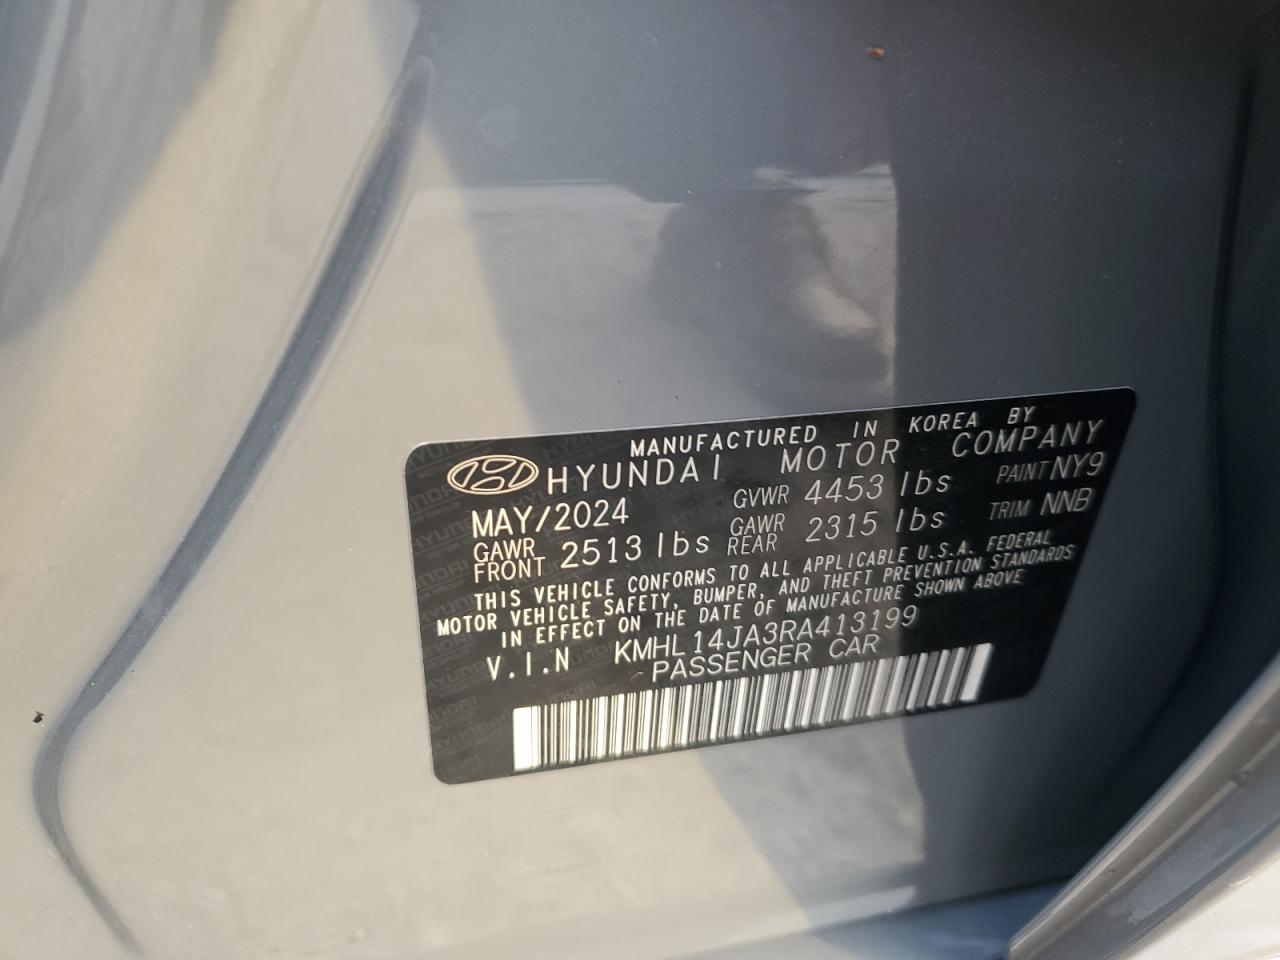 MANUFACTURED IN KOREA BY
HYUNDAI MOTOR COMPANY
MAY/2024 GVWR 4453 lbs PAINT NY9
GAWR FRONT 2513 lbs GAWR REAR 2315 lbs TRIM NNB
THIS VEHICLE CONFORMS TO ALL APPLICABLE U.S.A. FEDERAL
MOTOR VEHICLE SAFETY, BUMPER, AND THEFT PREVENTION STANDARDS
IN EFFECT ON THE DATE OF MANUFACTURE SHOWN ABOVE
V.I.N KMHL14JA3RA413199
PASSENGER CAR